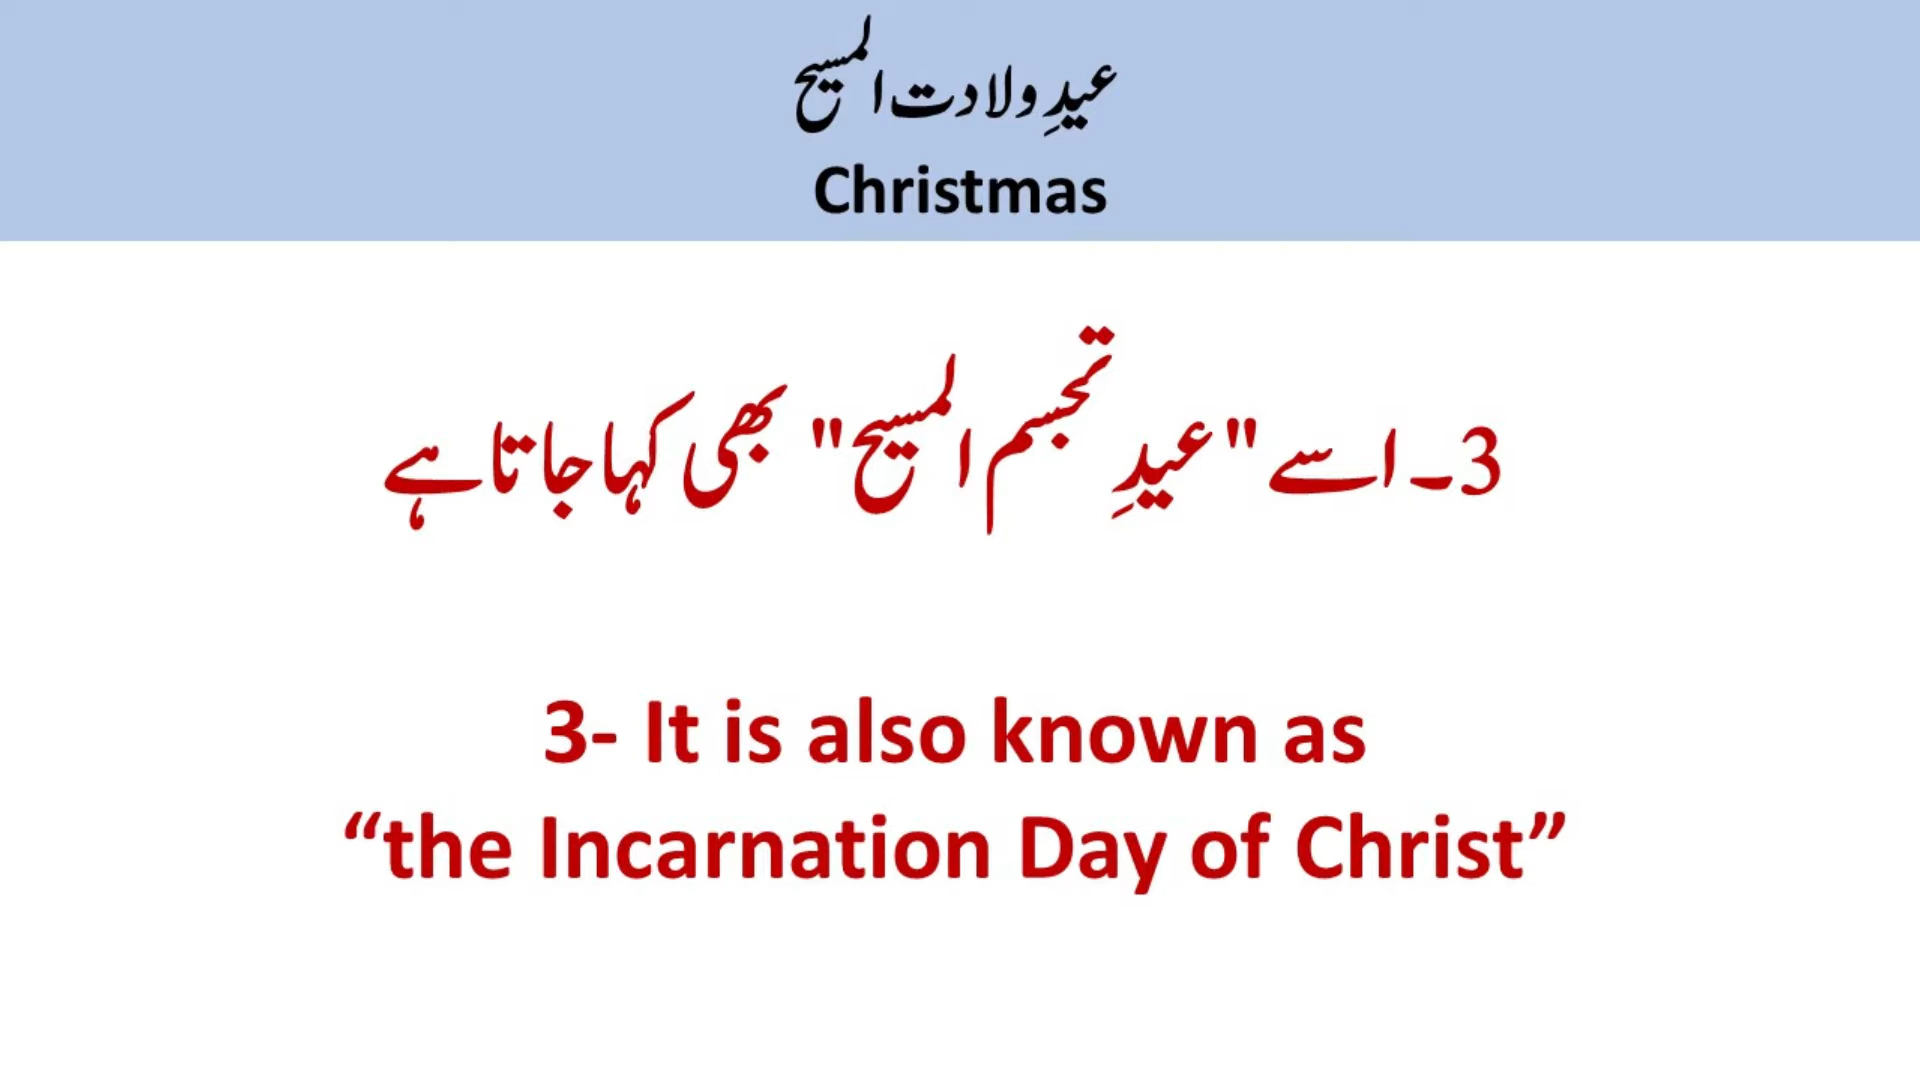 عیدِ ولادت المسیح
Christmas
3۔ اسے "عیدِ تجسم المسیح" بھی کہا جاتا ہے
3- It is also known as
“the Incarnation Day of Christ”